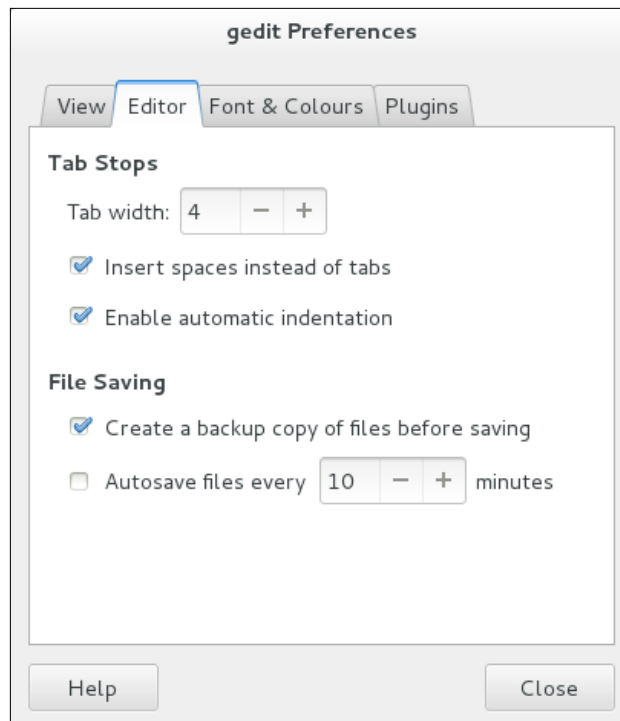 gedit Preferences
View Editor Font & Colours Plugins
Tab Stops
Tab width: 4 − +
Insert spaces instead of tabs
Enable automatic indentation
File Saving
Create a backup copy of files before saving
Autosave files every 10 − + minutes
Help Close